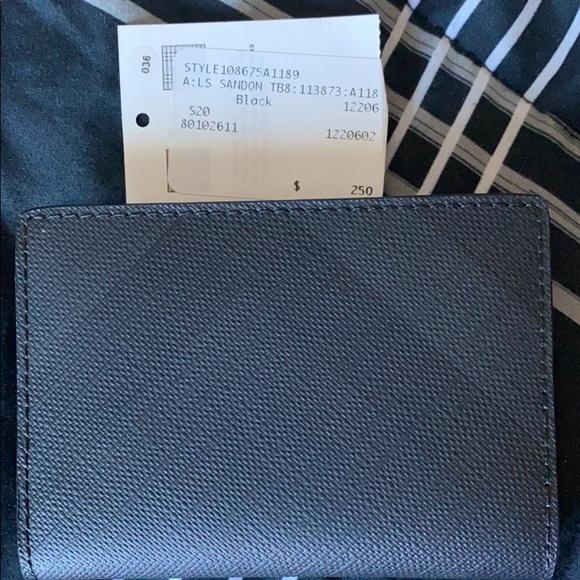 036
STYLE108675A1189
A:LS SANDON TB8:113873:A118
Black 12206
S20
80102611 1220602
$ 250